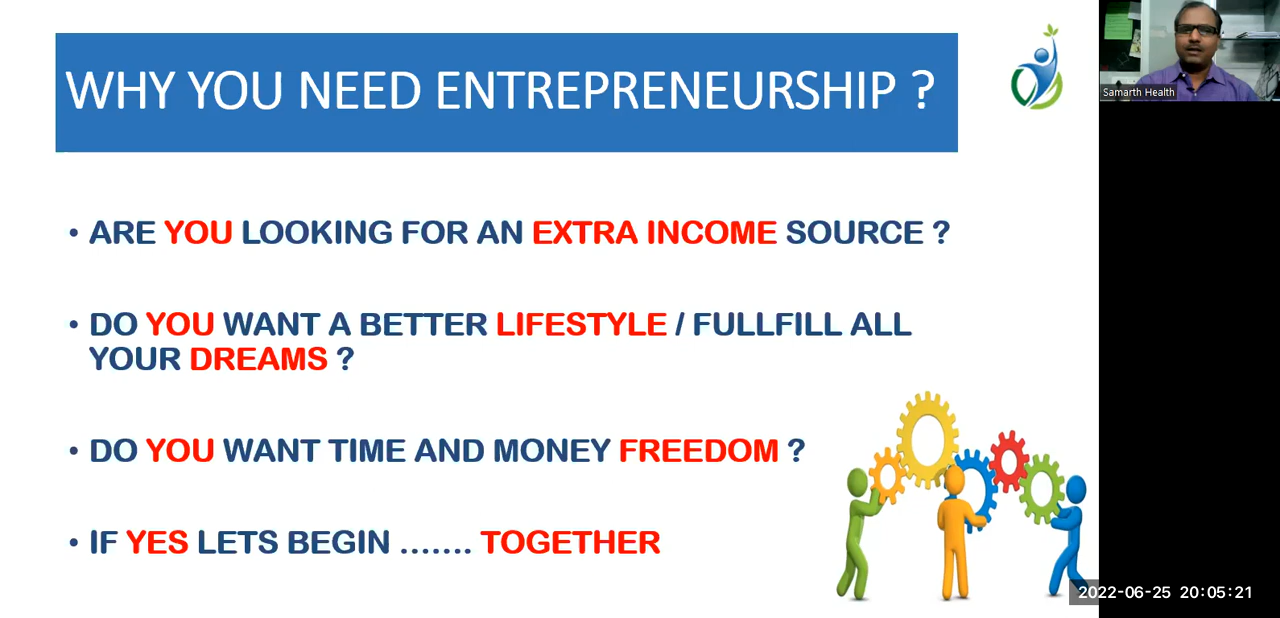 WHY YOU NEED ENTREPRENEURSHIP ?
Samarth Health
• ARE YOU LOOKING FOR AN EXTRA INCOME SOURCE ?
• DO YOU WANT A BETTER LIFESTYLE / FULLFILL ALL
YOUR DREAMS ?
• DO YOU WANT TIME AND MONEY FREEDOM ?
• IF YES LETS BEGIN ....... TOGETHER
2022-06-25 20:05:21